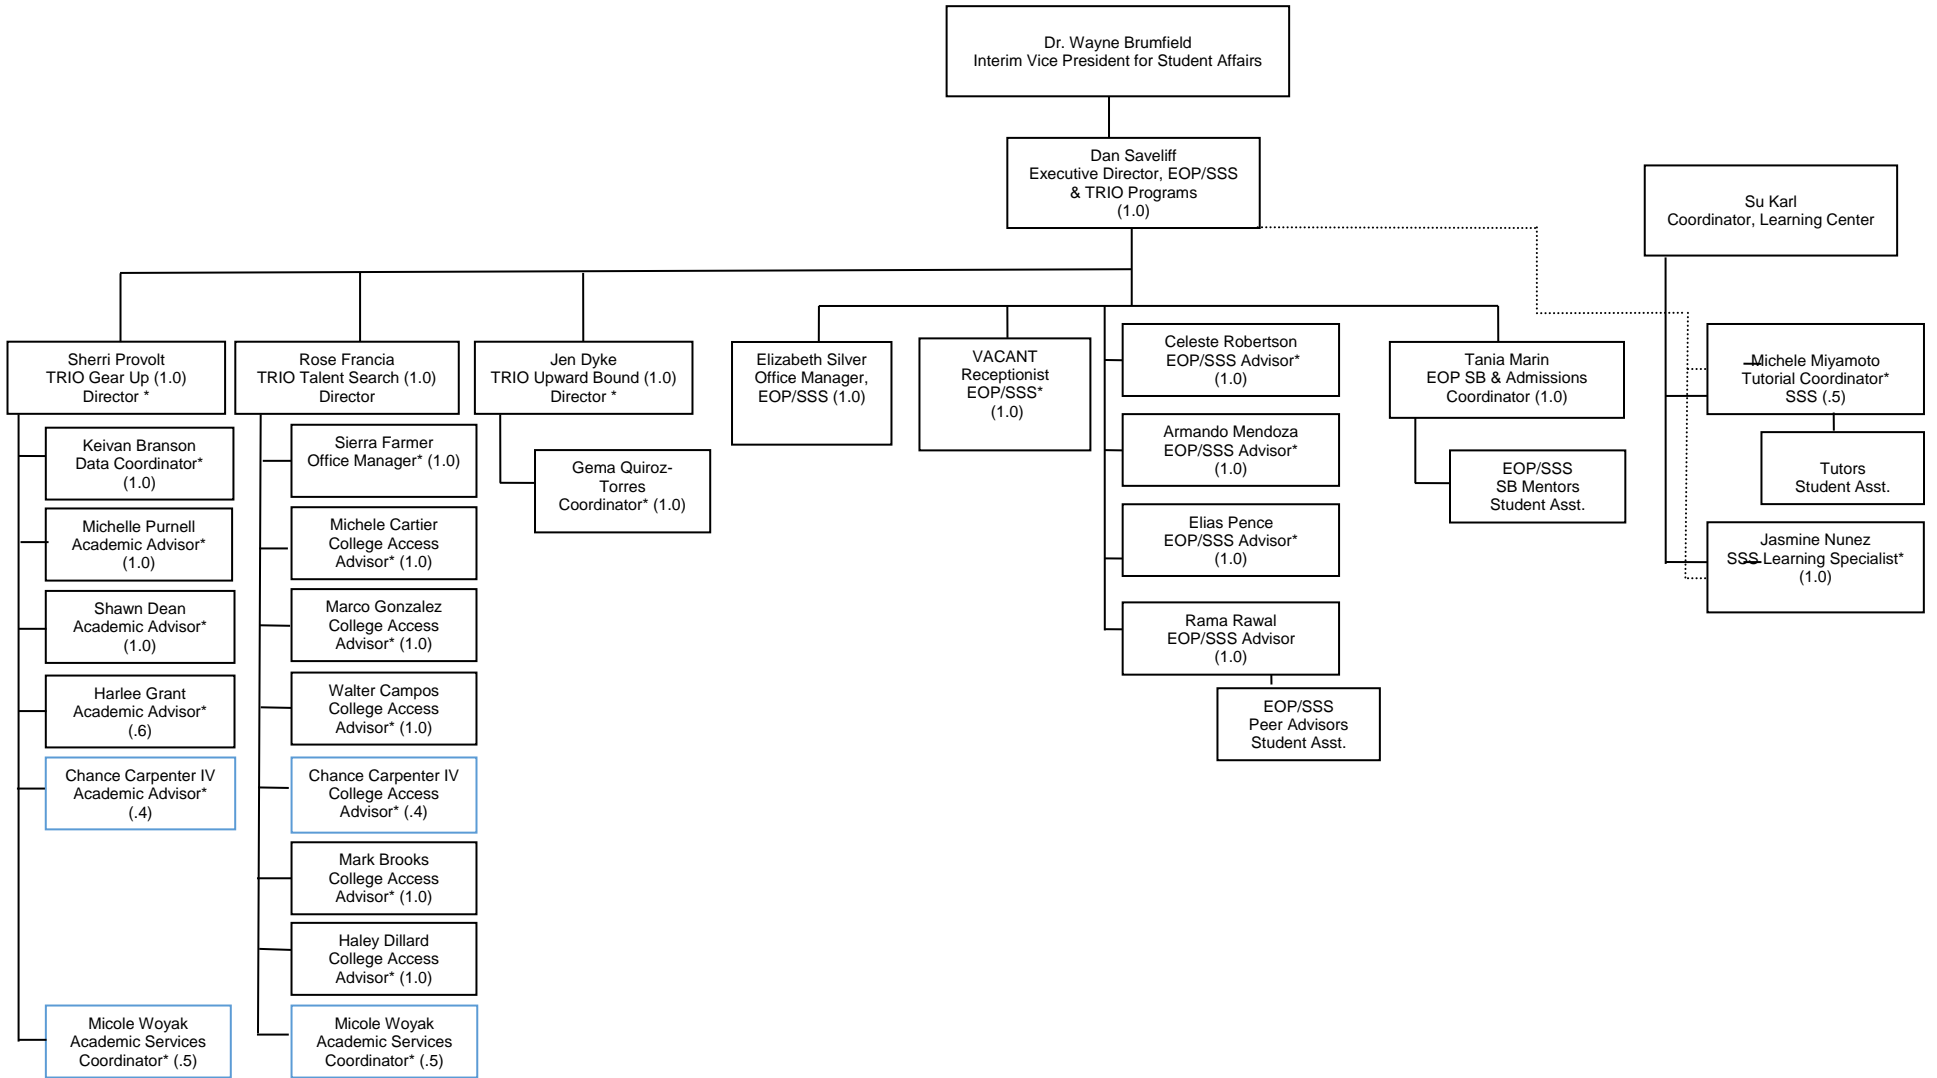 Dr. Wayne Brumfield
Interim Vice President for Student Affairs
Dan Saveliff
Executive Director, EOP/SSS
& TRIO Programs
(1.0)
Su Karl
Coordinator, Learning Center
Sherri Provolt
TRIO Gear Up (1.0)
Director *
Keivan Branson
Data Coordinator*
(1.0)
Michelle Purnell
Academic Advisor*
(1.0)
Shawn Dean
Academic Advisor*
(1.0)
Harlee Grant
Academic Advisor*
(.6)
Chance Carpenter IV
Academic Advisor*
(.4)
Micole Woyak
Academic Services
Coordinator* (.5)
Rose Francia
TRIO Talent Search (1.0)
Director
Sierra Farmer
Office Manager* (1.0)
Michele Cartier
College Access
Advisor* (1.0)
Marco Gonzalez
College Access
Advisor* (1.0)
Walter Campos
College Access
Advisor* (1.0)
Chance Carpenter IV
College Access
Advisor* (.4)
Mark Brooks
College Access
Advisor* (1.0)
Haley Dillard
College Access
Advisor* (1.0)
Micole Woyak
Academic Services
Coordinator* (.5)
Jen Dyke
TRIO Upward Bound (1.0)
Director *
Gema Quiroz-
Torres
Coordinator* (1.0)
Elizabeth Silver
Office Manager,
EOP/SSS (1.0)
VACANT
Receptionist
EOP/SSS*
(1.0)
Celeste Robertson
EOP/SSS Advisor*
(1.0)
Armando Mendoza
EOP/SSS Advisor*
(1.0)
Elias Pence
EOP/SSS Advisor*
(1.0)
Rama Rawal
EOP/SSS Advisor
(1.0)
EOP/SSS
Peer Advisors
Student Asst.
Tania Marin
EOP SB & Admissions
Coordinator (1.0)
EOP/SSS
SB Mentors
Student Asst.
Michele Miyamoto
Tutorial Coordinator*
SSS (.5)
Tutors
Student Asst.
Jasmine Nunez
SSS Learning Specialist*
(1.0)